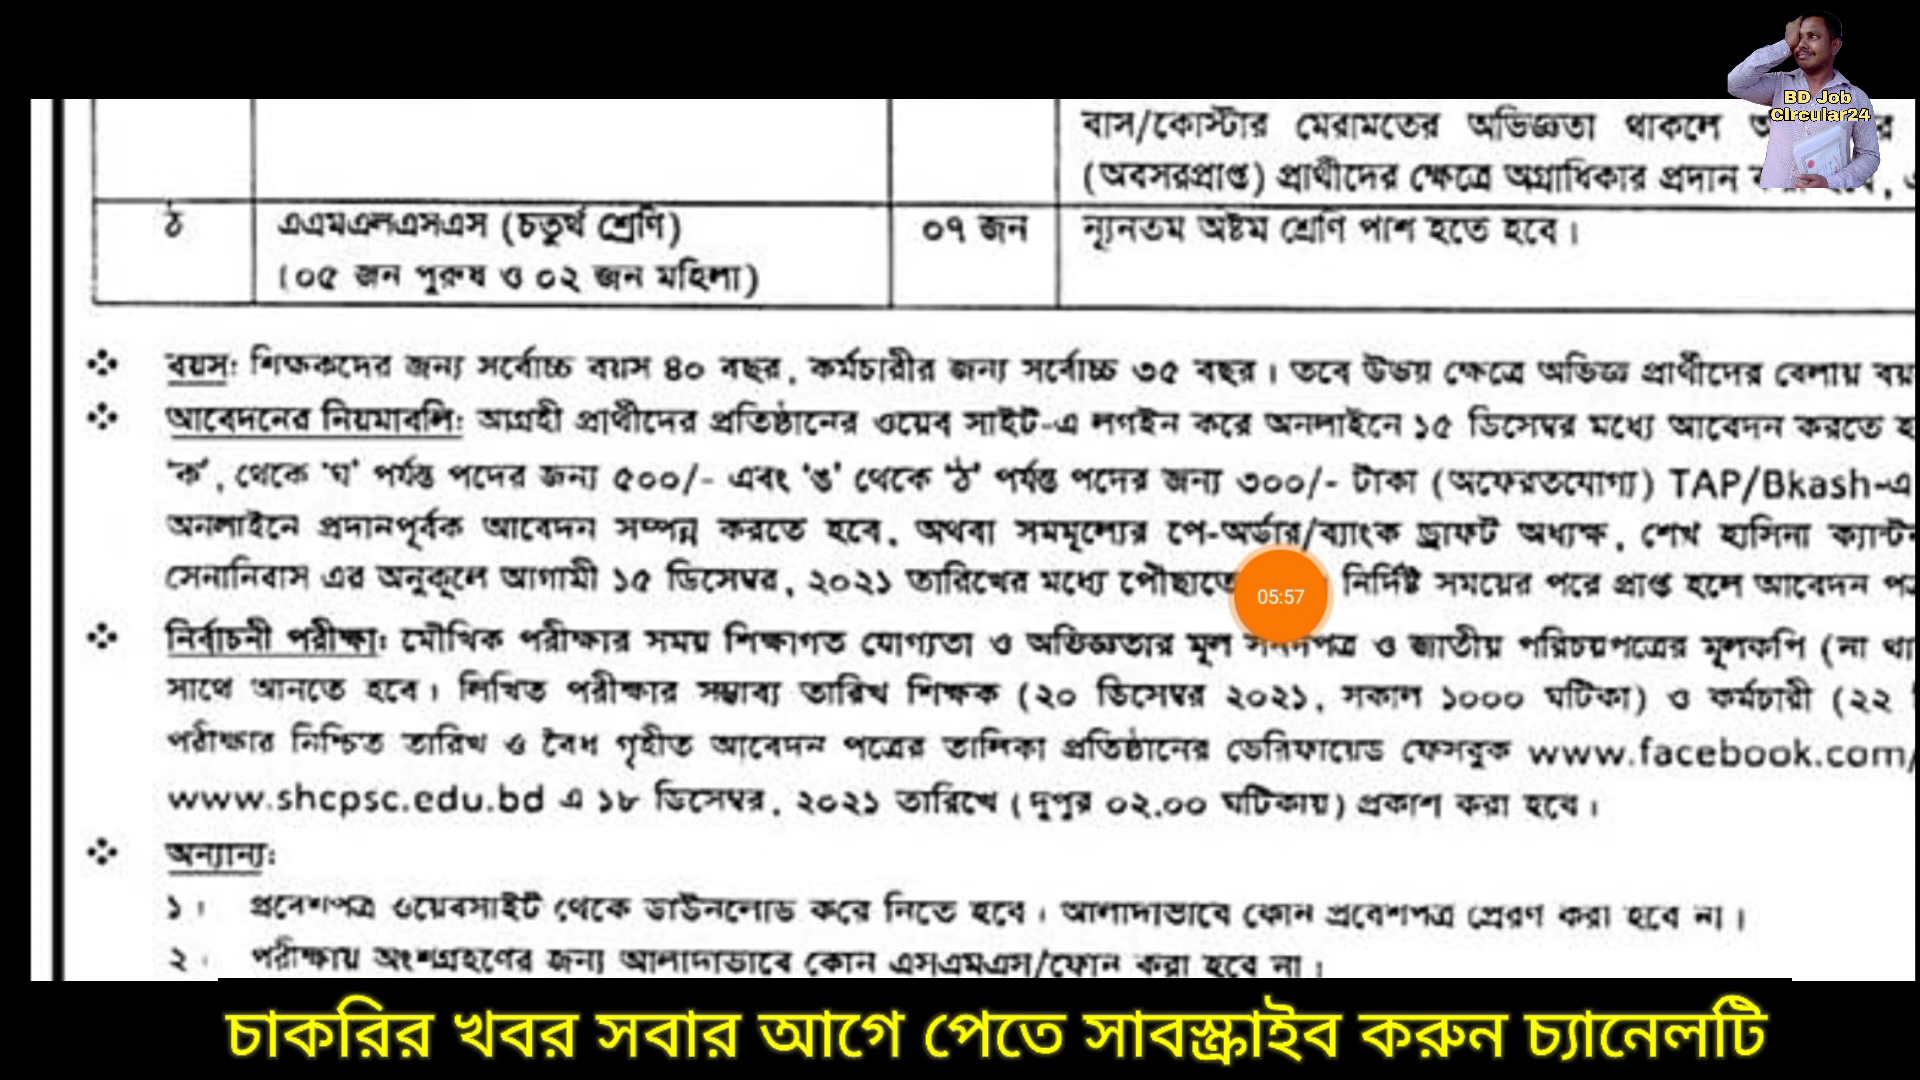 BD Job
CIrcular24
বাস/কোস্টার মেরামতের অভিজ্ঞতা থাকলে
(অবসরপ্রাপ্ত) প্রার্থীদের ক্ষেত্রে অগ্রাধিকার প্রদান
ঠ এএমএলএসএস (চতুর্থ শ্রেণি) ০৭ জন ন্যূনতম অষ্টম শ্রেণি পাশ হতে হবে।
(০৫ জন পুরুষ ও ০২ জন মহিলা)
❖ বয়স: শিক্ষকদের জন্য সর্বোচ্চ বয়স ৪০ বছর, কর্মচারীর জন্য সর্বোচ্চ ৩৫ বছর। তবে উভয় ক্ষেত্রে অভিজ্ঞ প্রার্থীদের বেলায়
❖ আবেদনের নিয়মাবলি: আগ্রহী প্রার্থীদের প্রতিষ্ঠানের ওয়েব সাইট-এ লগইন করে অনলাইনে ১৫ ডিসেম্বর মধ্যে আবেদন করতে
'ক', থেকে 'ঘ' পর্যন্ত পদের জন্য ৫০০/- এবং 'ঙ' থেকে 'ঠ' পর্যন্ত পদের জন্য ৩০০/- টাকা (অফেরতযোগ্য) TAP/Bkash-এ
অনলাইনে প্রদানপূর্বক আবেদন সম্পন্ন করতে হবে, অথবা সমমূল্যের পে-অর্ডার/ব্যাংক ড্রাফট অধ্যক্ষ, শেখ হাসিনা
সেনানিবাস এর অনুকূলে আগামী ১৫ ডিসেম্বর, ২০২১ তারিখের মধ্যে পৌছাতে 05:57 নির্দিষ্ট সময়ের পরে প্রাপ্ত হলে আবেদন
❖ নির্বাচনী পরীক্ষা: মৌখিক পরীক্ষার সময় শিক্ষাগত যোগ্যতা ও অভিজ্ঞতার মূল সনদপত্র ও জাতীয় পরিচয়পত্রের মূলকপি (না
সাথে আনতে হবে। লিখিত পরীক্ষার সম্ভাব্য তারিখ শিক্ষক (২০ ডিসেম্বর ২০২১, সকাল ১০০০ ঘটিকা) ও কর্মচারী (২২
পরীক্ষার নিশ্চিত তারিখ ও বৈধ গৃহীত আবেদন পত্রের তালিকা প্রতিষ্ঠানের ভেরিফায়েড ফেসবুক www.facebook.com/
www.shcpsc.edu.bd এ ১৮ ডিসেম্বর, ২০২১ তারিখে (দুপুর ০২.০০ ঘটিকায়) প্রকাশ করা হবে।
❖ অন্যান্য:
১। প্রবেশপত্র ওয়েবসাইট থেকে ডাউনলোড করে নিতে হবে। আলাদাভাবে কোন প্রবেশপত্র প্রেরণ করা হবে না।
২। পরীক্ষায় অংশগ্রহণের জন্য আলাদাভাবে কোন এসএমএস/ফোন করা হবে না।
চাকরির খবর সবার আগে পেতে সাবস্ক্রাইব করুন চ্যানেলটি